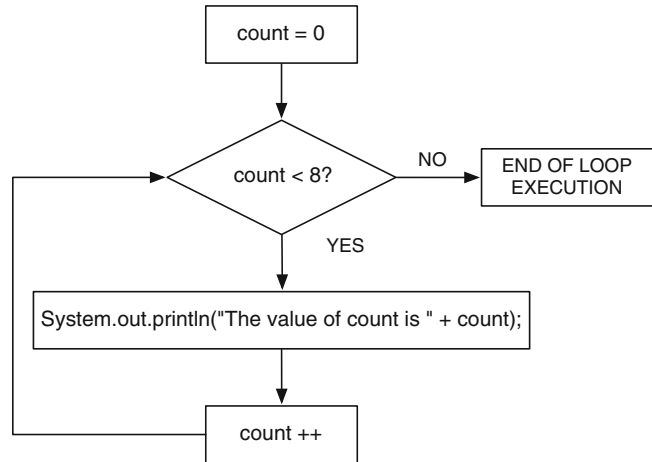 count = 0
count < 8?
NO
END OF LOOP
EXECUTION
YES
System.out.println("The value of count is " + count);
count ++